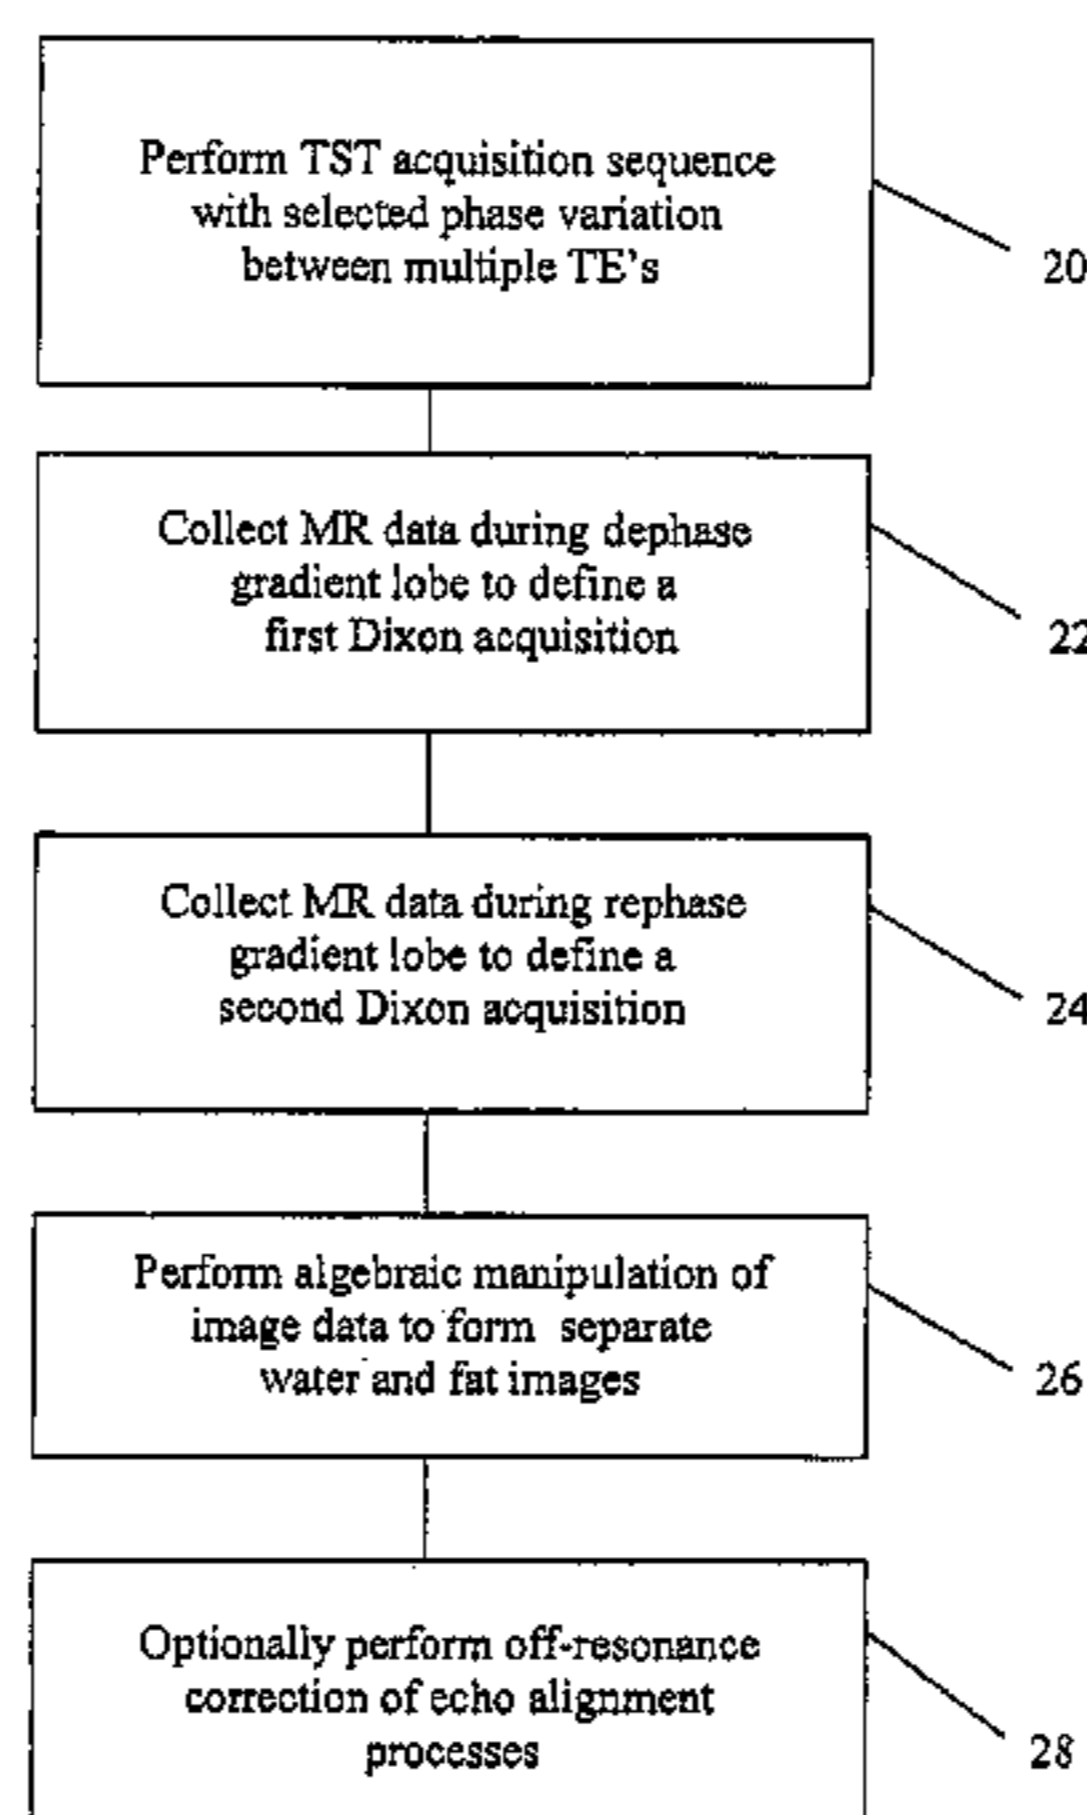 Perform TST acquisition sequence
with selected phase variation
between multiple TE's
20
Collect MR data during dephase
gradient lobe to define a
first Dixon acquisition
22
Collect MR data during rephase
gradient lobe to define a
second Dixon acquisition
24
Perform algebraic manipulation of
image data to form separate
water and fat images
26
Optionally perform off-resonance
correction of echo alignment
processes
28